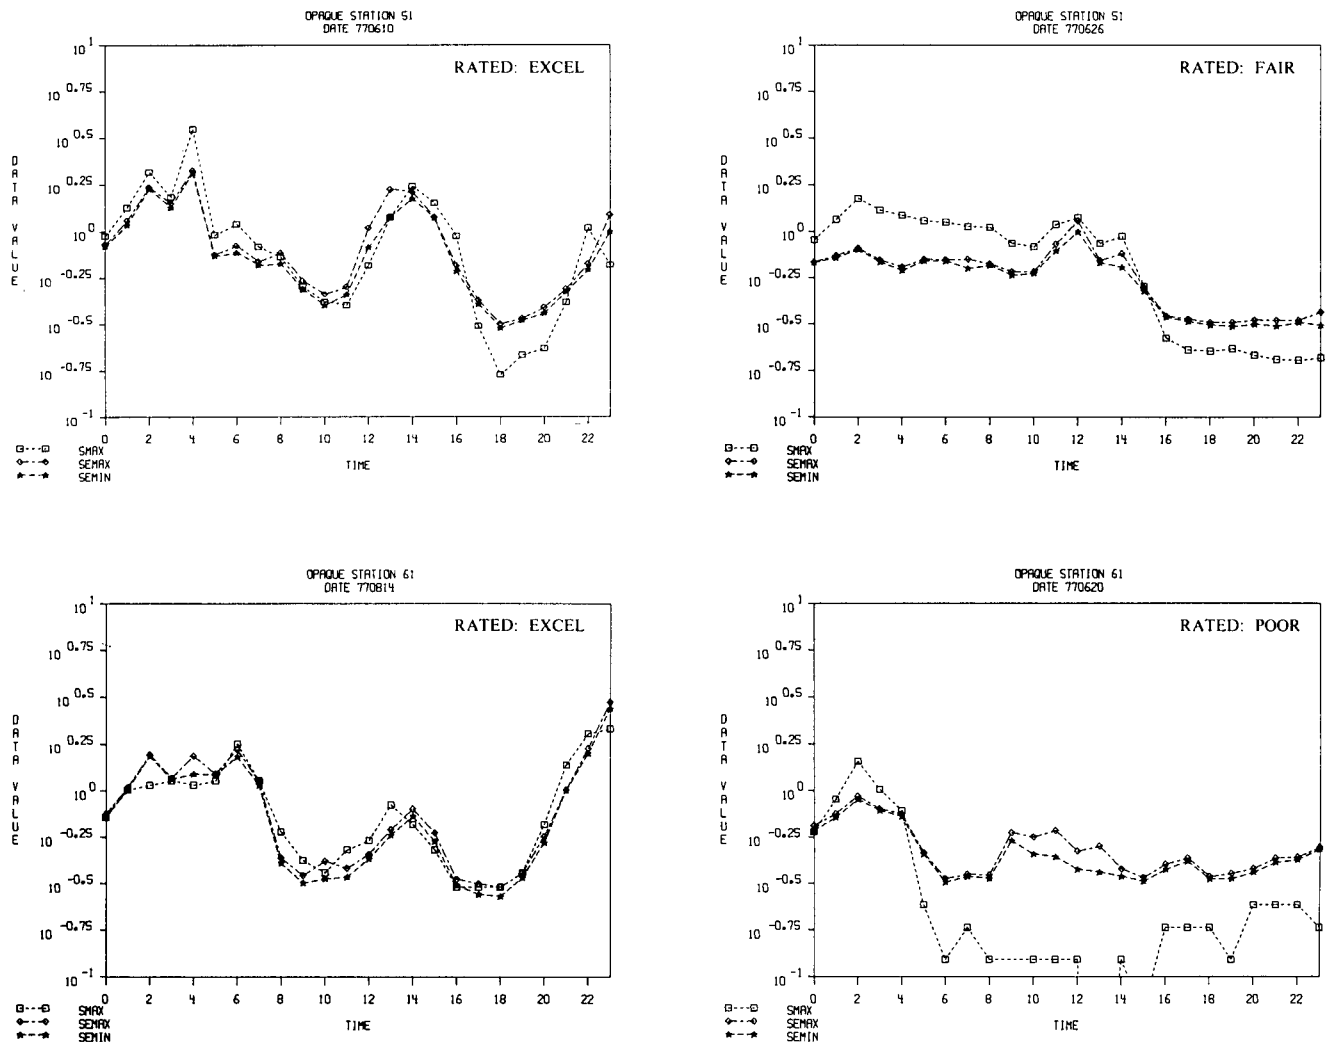 OPAQUE STATION 51
DATE 770610
RATED: EXCEL
10^1
10^0.75
10^0.5
10^0.25
10^0
10^-0.25
10^-0.5
10^-0.75
10^-1
DATA VALUE
0 2 4 6 8 10 12 14 16 18 20 22
TIME
SMAX
SEMAX
SEMIN
OPAQUE STATION 51
DATE 770626
RATED: FAIR
10^1
10^0.75
10^0.5
10^0.25
10^0
10^-0.25
10^-0.5
10^-0.75
10^-1
DATA VALUE
0 2 4 6 8 10 12 14 16 18 20 22
TIME
SMAX
SEMAX
SEMIN
OPAQUE STATION 61
DATE 770814
RATED: EXCEL
10^1
10^0.75
10^0.5
10^0.25
10^0
10^-0.25
10^-0.5
10^-0.75
10^-1
DATA VALUE
0 2 4 6 8 10 12 14 16 18 20 22
TIME
SMAX
SEMAX
SEMIN
OPAQUE STATION 61
DATE 770620
RATED: POOR
10^1
10^0.75
10^0.5
10^0.25
10^0
10^-0.25
10^-0.5
10^-0.75
10^-1
DATA VALUE
0 2 4 6 8 10 12 14 16 18 20 22
TIME
SMAX
SEMAX
SEMIN